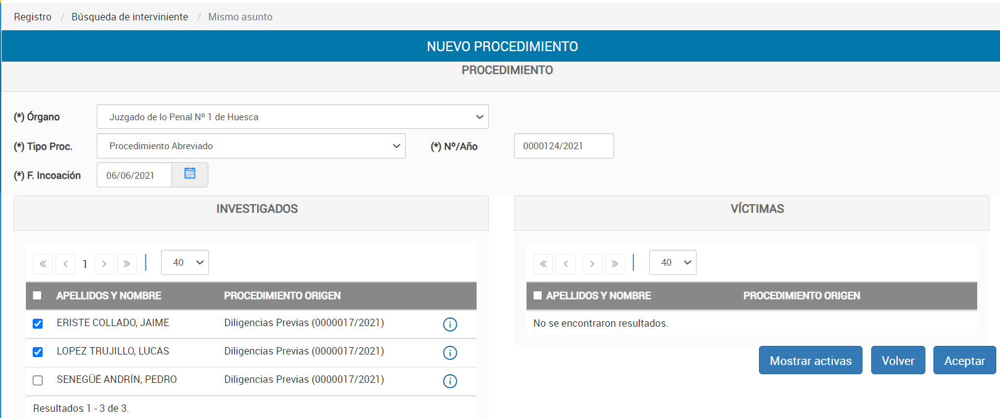 Registro / Búsqueda de interviniente / Mismo asunto
NUEVO PROCEDIMIENTO
PROCEDIMIENTO
(*) Órgano Juzgado de lo Penal Nº 1 de Huesca
(*) Tipo Proc. Procedimiento Abreviado (*) Nº/Año 0000124/2021
(*) F. Incoación 06/06/2021
INVESTIGADOS
« ‹ 1 › » 40
APELLIDOS Y NOMBRE PROCEDIMIENTO ORIGEN
ERISTE COLLADO, JAIME Diligencias Previas (0000017/2021)
LOPEZ TRUJILLO, LUCAS Diligencias Previas (0000017/2021)
SENEGÜÉ ANDRÍN, PEDRO Diligencias Previas (0000017/2021)
Resultados 1 - 3 de 3.
VÍCTIMAS
« ‹ › » 40
APELLIDOS Y NOMBRE PROCEDIMIENTO ORIGEN
No se encontraron resultados.
Mostrar activas Volver Aceptar